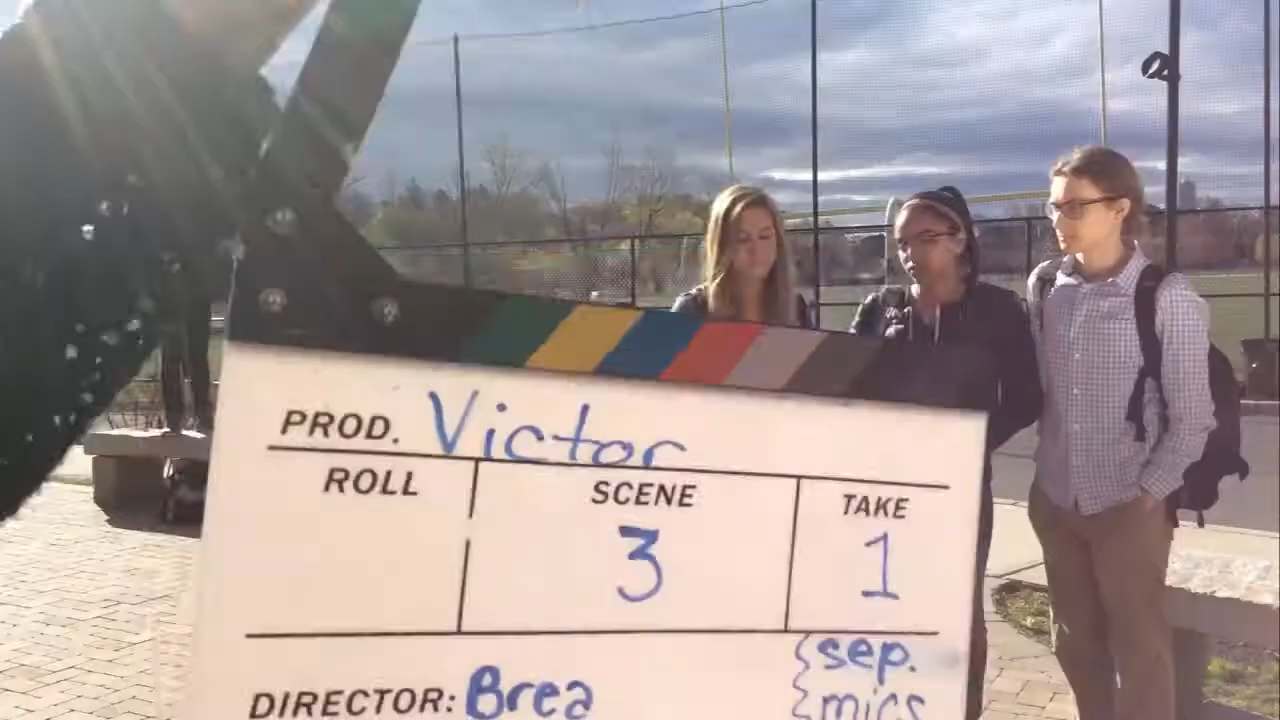 PROD. Victor
ROLL SCENE TAKE
3 1
{sep.
DIRECTOR: Brea {mics